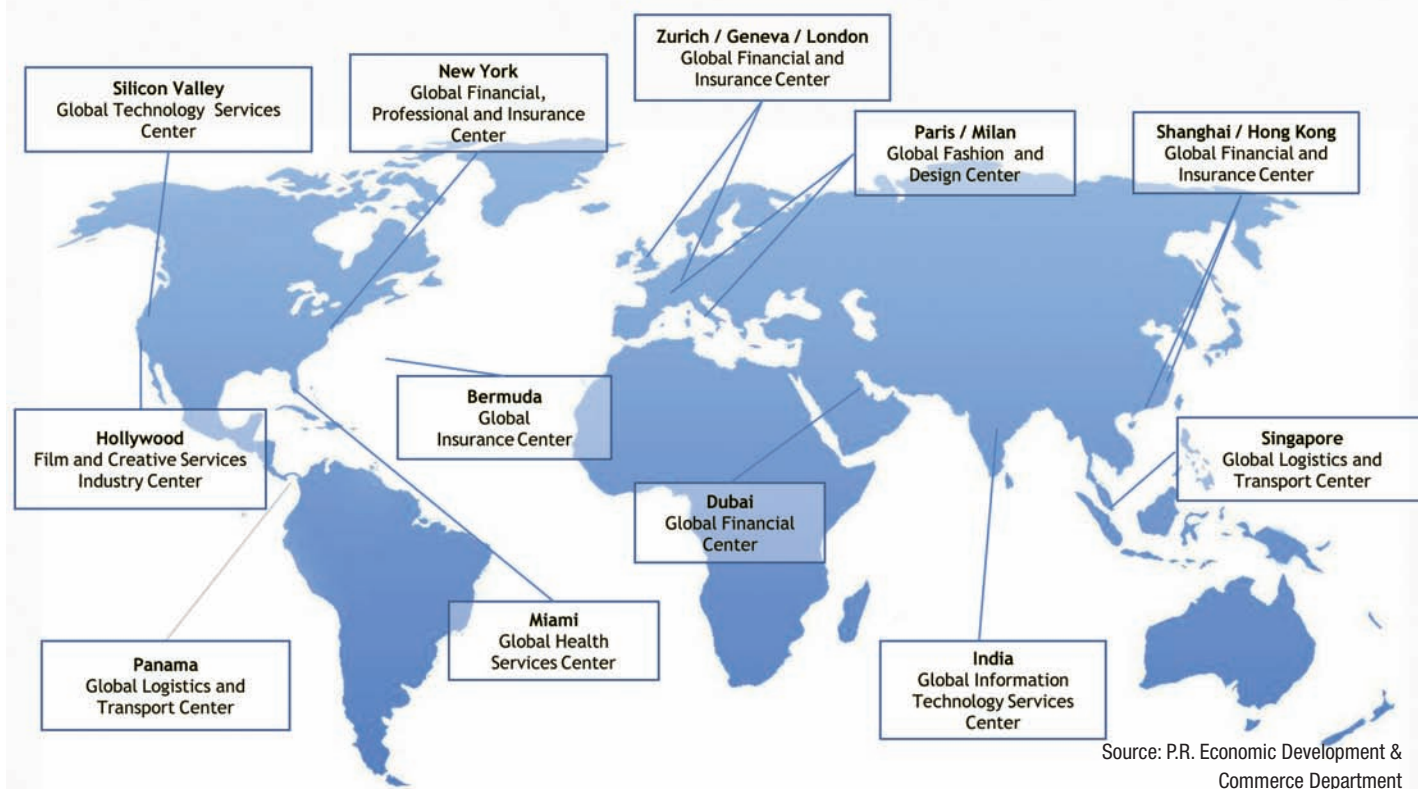 Zurich / Geneva / London
Global Financial and
Insurance Center
Silicon Valley
Global Technology Services
Center
New York
Global Financial,
Professional and Insurance
Center
Paris / Milan
Global Fashion and
Design Center
Shanghai / Hong Kong
Global Financial and
Insurance Center
Bermuda
Global
Insurance Center
Hollywood
Film and Creative Services
Industry Center
Singapore
Global Logistics and
Transport Center
Dubai
Global Financial
Center
Miami
Global Health
Services Center
Panama
Global Logistics and
Transport Center
India
Global Information
Technology Services
Center
Source: P.R. Economic Development &
Commerce Department